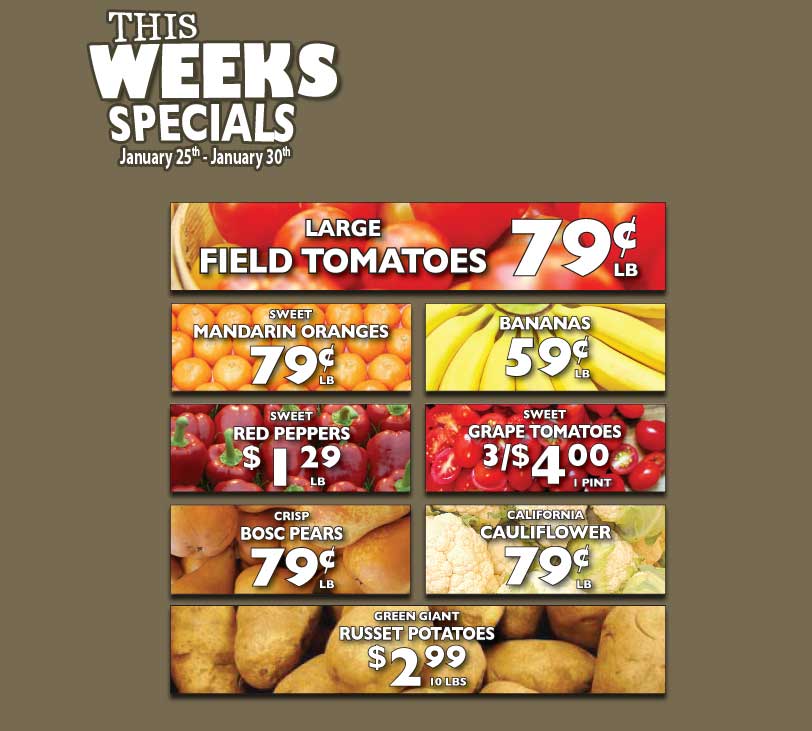 THIS
WEEKS
SPECIALS
January 25th - January 30th
LARGE
FIELD TOMATOES
79¢
LB
SWEET
MANDARIN ORANGES
79¢
LB
BANANAS
59¢
LB
SWEET
RED PEPPERS
$1 29
LB
SWEET
GRAPE TOMATOES
3/$4 00
1 PINT
CRISP
BOSC PEARS
79¢
LB
CALIFORNIA
CAULIFLOWER
79¢
LB
GREEN GIANT
RUSSET POTATOES
$2 99
10 LBS